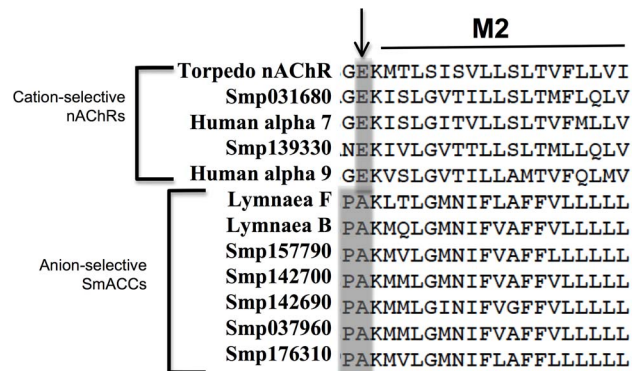 M2
Cation-selective
nAChRs
Torpedo nAChR GEKMTLSISVLLSLTVFLLVI
Smp031680 GEKISLGVTILLSLTMFLQLV
Human alpha 7 GEKISLGITVLLSLTVFMLLV
Smp139330 NEKIVLGVTTLLSLTMLLQLV
Human alpha 9 GEKVSLGVTILLAMTVFQLMV
Anion-selective
SmACCs
Lymnaea F PAKLTLGMNIFLAFFVLLLLL
Lymnaea B PAKMQLGMNIFVAFFVLLLLL
Smp157790 PAKVMLGMNIFVAFFLLLLLL
Smp142700 PAKMMLGMNIFVAFFVLLLLL
Smp142690 PAKMMLGINIFVGFFVLLLLL
Smp037960 PAKMMLGMNIFVAFFVLLLLL
Smp176310 PAKMVLGMNIFLAFFLLLLLL